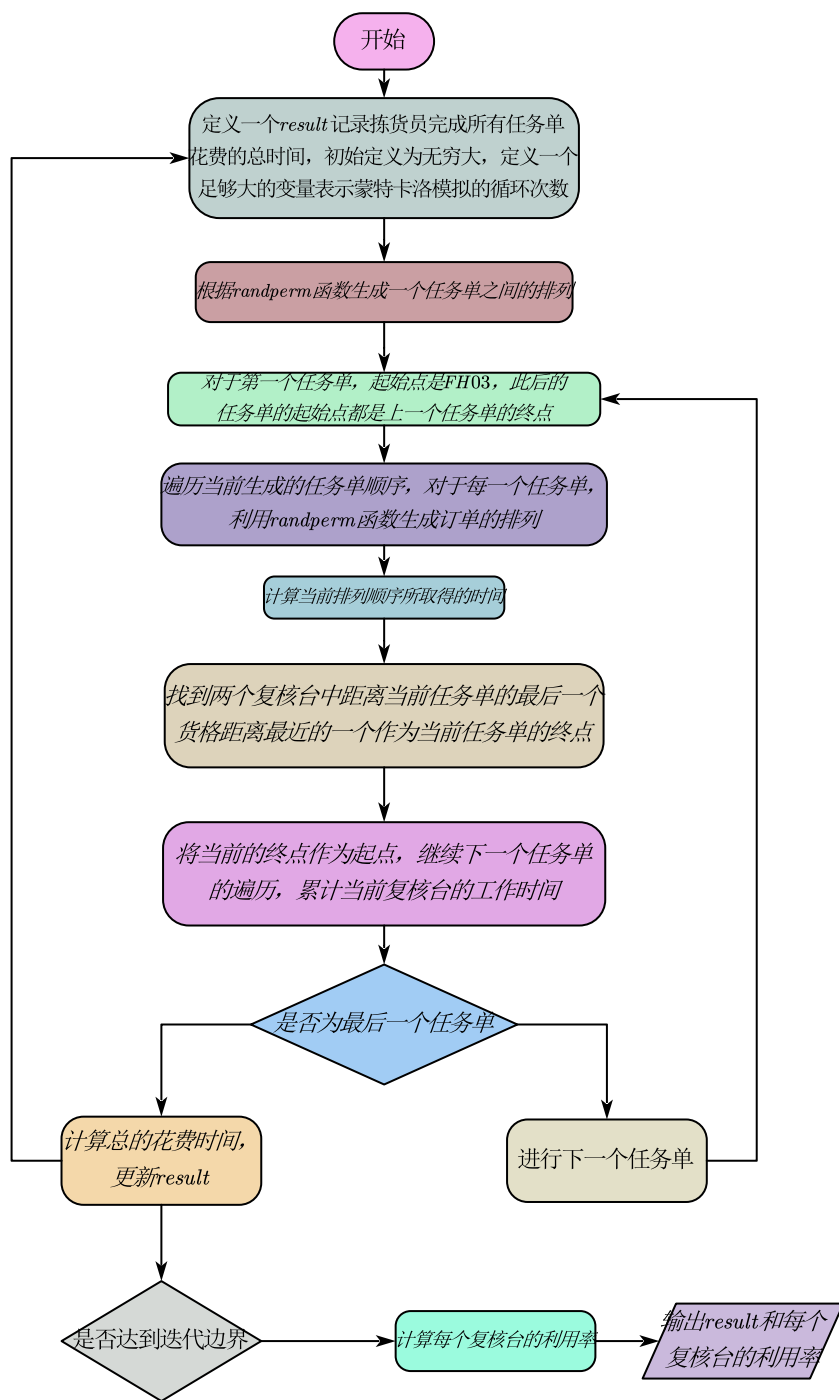 开始
定义一个result记录拣货员完成所有任务单
花费的总时间，初始定义为无穷大，定义一个
足够大的变量表示蒙特卡洛模拟的循环次数
根据randperm函数生成一个任务单之间的排列
对于第一个任务单，起始点是FH03，此后的
任务单的起始点都是上一个任务单的终点
遍历当前生成的任务单顺序，对于每一个任务单，
利用randperm函数生成订单的排列
计算当前排列顺序所取得的时间
找到两个复核台中距离当前任务单的最后一个
货格距离最近的一个作为当前任务单的终点
将当前的终点作为起点，继续下一个任务单
的遍历，累计当前复核台的工作时间
是否为最后一个任务单
计算总的花费时间，
更新result
进行下一个任务单
是否达到迭代边界
计算每个复核台的利用率
输出result和每个
复核台的利用率